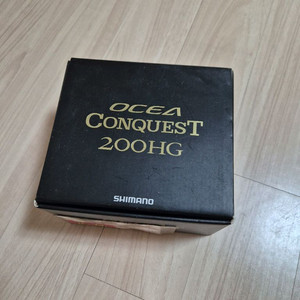 OCEA
CONQUEST
200HG
SHIMANO